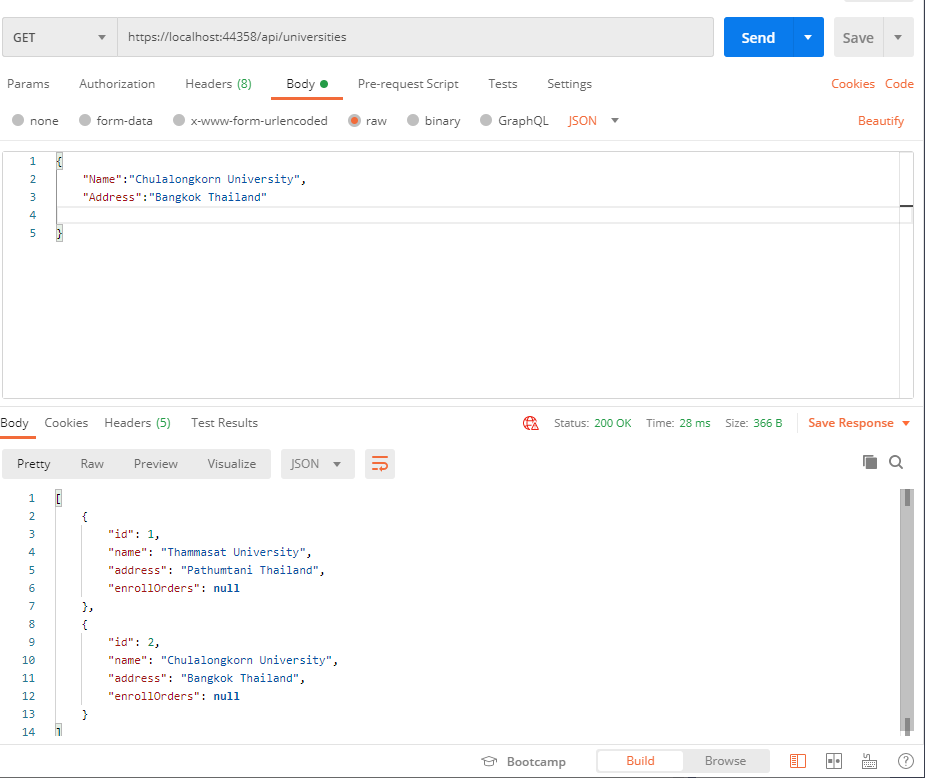 GET https://localhost:44358/api/universities Send Save
Params Authorization Headers (8) Body Pre-request Script Tests Settings Cookies Code
none form-data x-www-form-urlencoded raw binary GraphQL JSON Beautify
1 {
2 "Name":"Chulalongkorn University",
3 "Address":"Bangkok Thailand"
4
5 }
Body Cookies Headers (5) Test Results Status: 200 OK Time: 28 ms Size: 366 B Save Response
Pretty Raw Preview Visualize JSON
1 [
2 {
3 "id": 1,
4 "name": "Thammasat University",
5 "address": "Pathumtani Thailand",
6 "enrollOrders": null
7 },
8 {
9 "id": 2,
10 "name": "Chulalongkorn University",
11 "address": "Bangkok Thailand",
12 "enrollOrders": null
13 }
14 ]
Bootcamp Build Browse ?